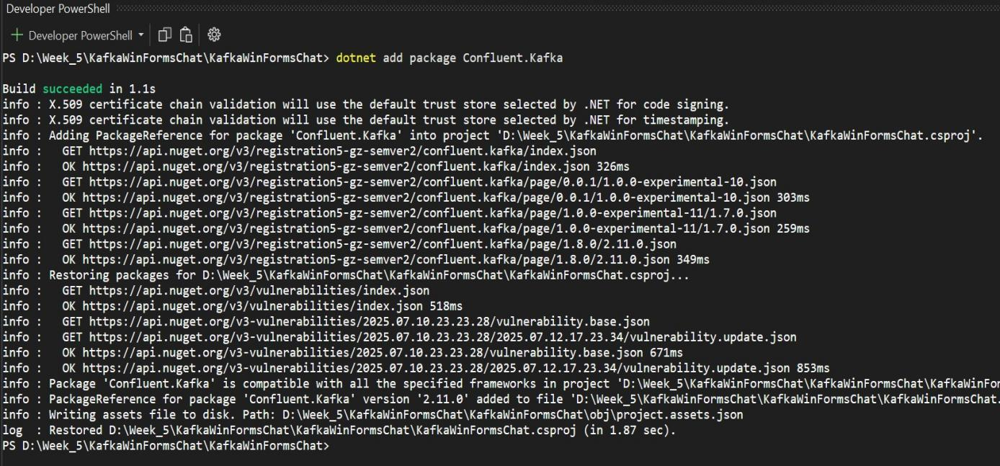 Developer PowerShell
+ Developer PowerShell
PS D:\Week_5\KafkaWinFormsChat\KafkaWinFormsChat> dotnet add package Confluent.Kafka
Build succeeded in 1.1s
info : X.509 certificate chain validation will use the default trust store selected by .NET for code signing.
info : X.509 certificate chain validation will use the default trust store selected by .NET for timestamping.
info : Adding PackageReference for package 'Confluent.Kafka' into project 'D:\Week_5\KafkaWinFormsChat\KafkaWinFormsChat\KafkaWinFormsChat.csproj'.
info :   GET https://api.nuget.org/v3/registration5-gz-semver2/confluent.kafka/index.json
info :   OK https://api.nuget.org/v3/registration5-gz-semver2/confluent.kafka/index.json 326ms
info :   GET https://api.nuget.org/v3/registration5-gz-semver2/confluent.kafka/page/0.0.1/1.0.0-experimental-10.json
info :   OK https://api.nuget.org/v3/registration5-gz-semver2/confluent.kafka/page/0.0.1/1.0.0-experimental-10.json 303ms
info :   GET https://api.nuget.org/v3/registration5-gz-semver2/confluent.kafka/page/1.0.0-experimental-11/1.7.0.json
info :   OK https://api.nuget.org/v3/registration5-gz-semver2/confluent.kafka/page/1.0.0-experimental-11/1.7.0.json 259ms
info :   GET https://api.nuget.org/v3/registration5-gz-semver2/confluent.kafka/page/1.8.0/2.11.0.json
info :   OK https://api.nuget.org/v3/registration5-gz-semver2/confluent.kafka/page/1.8.0/2.11.0.json 349ms
info : Restoring packages for D:\Week_5\KafkaWinFormsChat\KafkaWinFormsChat\KafkaWinFormsChat.csproj...
info :   GET https://api.nuget.org/v3/vulnerabilities/index.json
info :   OK https://api.nuget.org/v3/vulnerabilities/index.json 518ms
info :   GET https://api.nuget.org/v3-vulnerabilities/2025.07.10.23.23.28/vulnerability.base.json
info :   GET https://api.nuget.org/v3-vulnerabilities/2025.07.10.23.23.28/2025.07.12.17.23.34/vulnerability.update.json
info :   OK https://api.nuget.org/v3-vulnerabilities/2025.07.10.23.23.28/vulnerability.base.json 671ms
info :   OK https://api.nuget.org/v3-vulnerabilities/2025.07.10.23.23.28/2025.07.12.17.23.34/vulnerability.update.json 853ms
info : Package 'Confluent.Kafka' is compatible with all the specified frameworks in project 'D:\Week_5\KafkaWinFormsChat\KafkaWinFormsChat\KafkaWinFor
info : PackageReference for package 'Confluent.Kafka' version '2.11.0' added to file 'D:\Week_5\KafkaWinFormsChat\KafkaWinFormsChat\KafkaWinFormsChat.
info : Writing assets file to disk. Path: D:\Week_5\KafkaWinFormsChat\KafkaWinFormsChat\obj\project.assets.json
log  : Restored D:\Week_5\KafkaWinFormsChat\KafkaWinFormsChat\KafkaWinFormsChat.csproj (in 1.87 sec).
PS D:\Week_5\KafkaWinFormsChat\KafkaWinFormsChat>